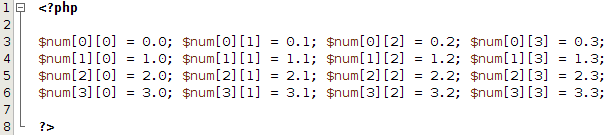 1 <?php
2
3 $num[0][0] = 0.0; $num[0][1] = 0.1; $num[0][2] = 0.2; $num[0][3] = 0.3;
4 $num[1][0] = 1.0; $num[1][1] = 1.1; $num[1][2] = 1.2; $num[1][3] = 1.3;
5 $num[2][0] = 2.0; $num[2][1] = 2.1; $num[2][2] = 2.2; $num[2][3] = 2.3;
6 $num[3][0] = 3.0; $num[3][1] = 3.1; $num[3][2] = 3.2; $num[3][3] = 3.3;
7
8 ?>